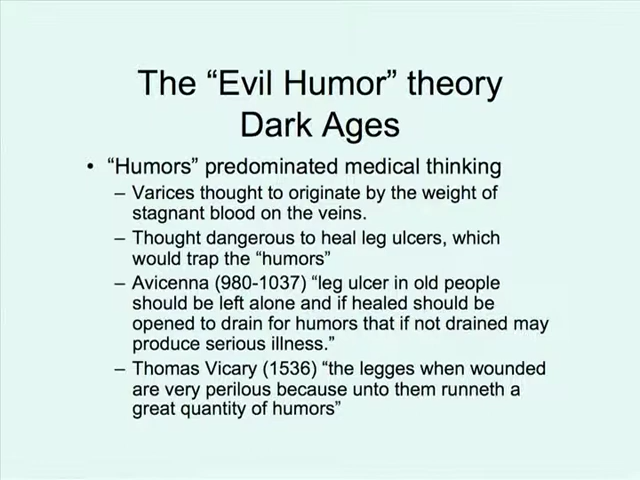 The “Evil Humor” theory
Dark Ages
• “Humors” predominated medical thinking
– Varices thought to originate by the weight of
stagnant blood on the veins.
– Thought dangerous to heal leg ulcers, which
would trap the “humors”
– Avicenna (980-1037) “leg ulcer in old people
should be left alone and if healed should be
opened to drain for humors that if not drained may
produce serious illness.”
– Thomas Vicary (1536) “the legges when wounded
are very perilous because unto them runneth a
great quantity of humors”